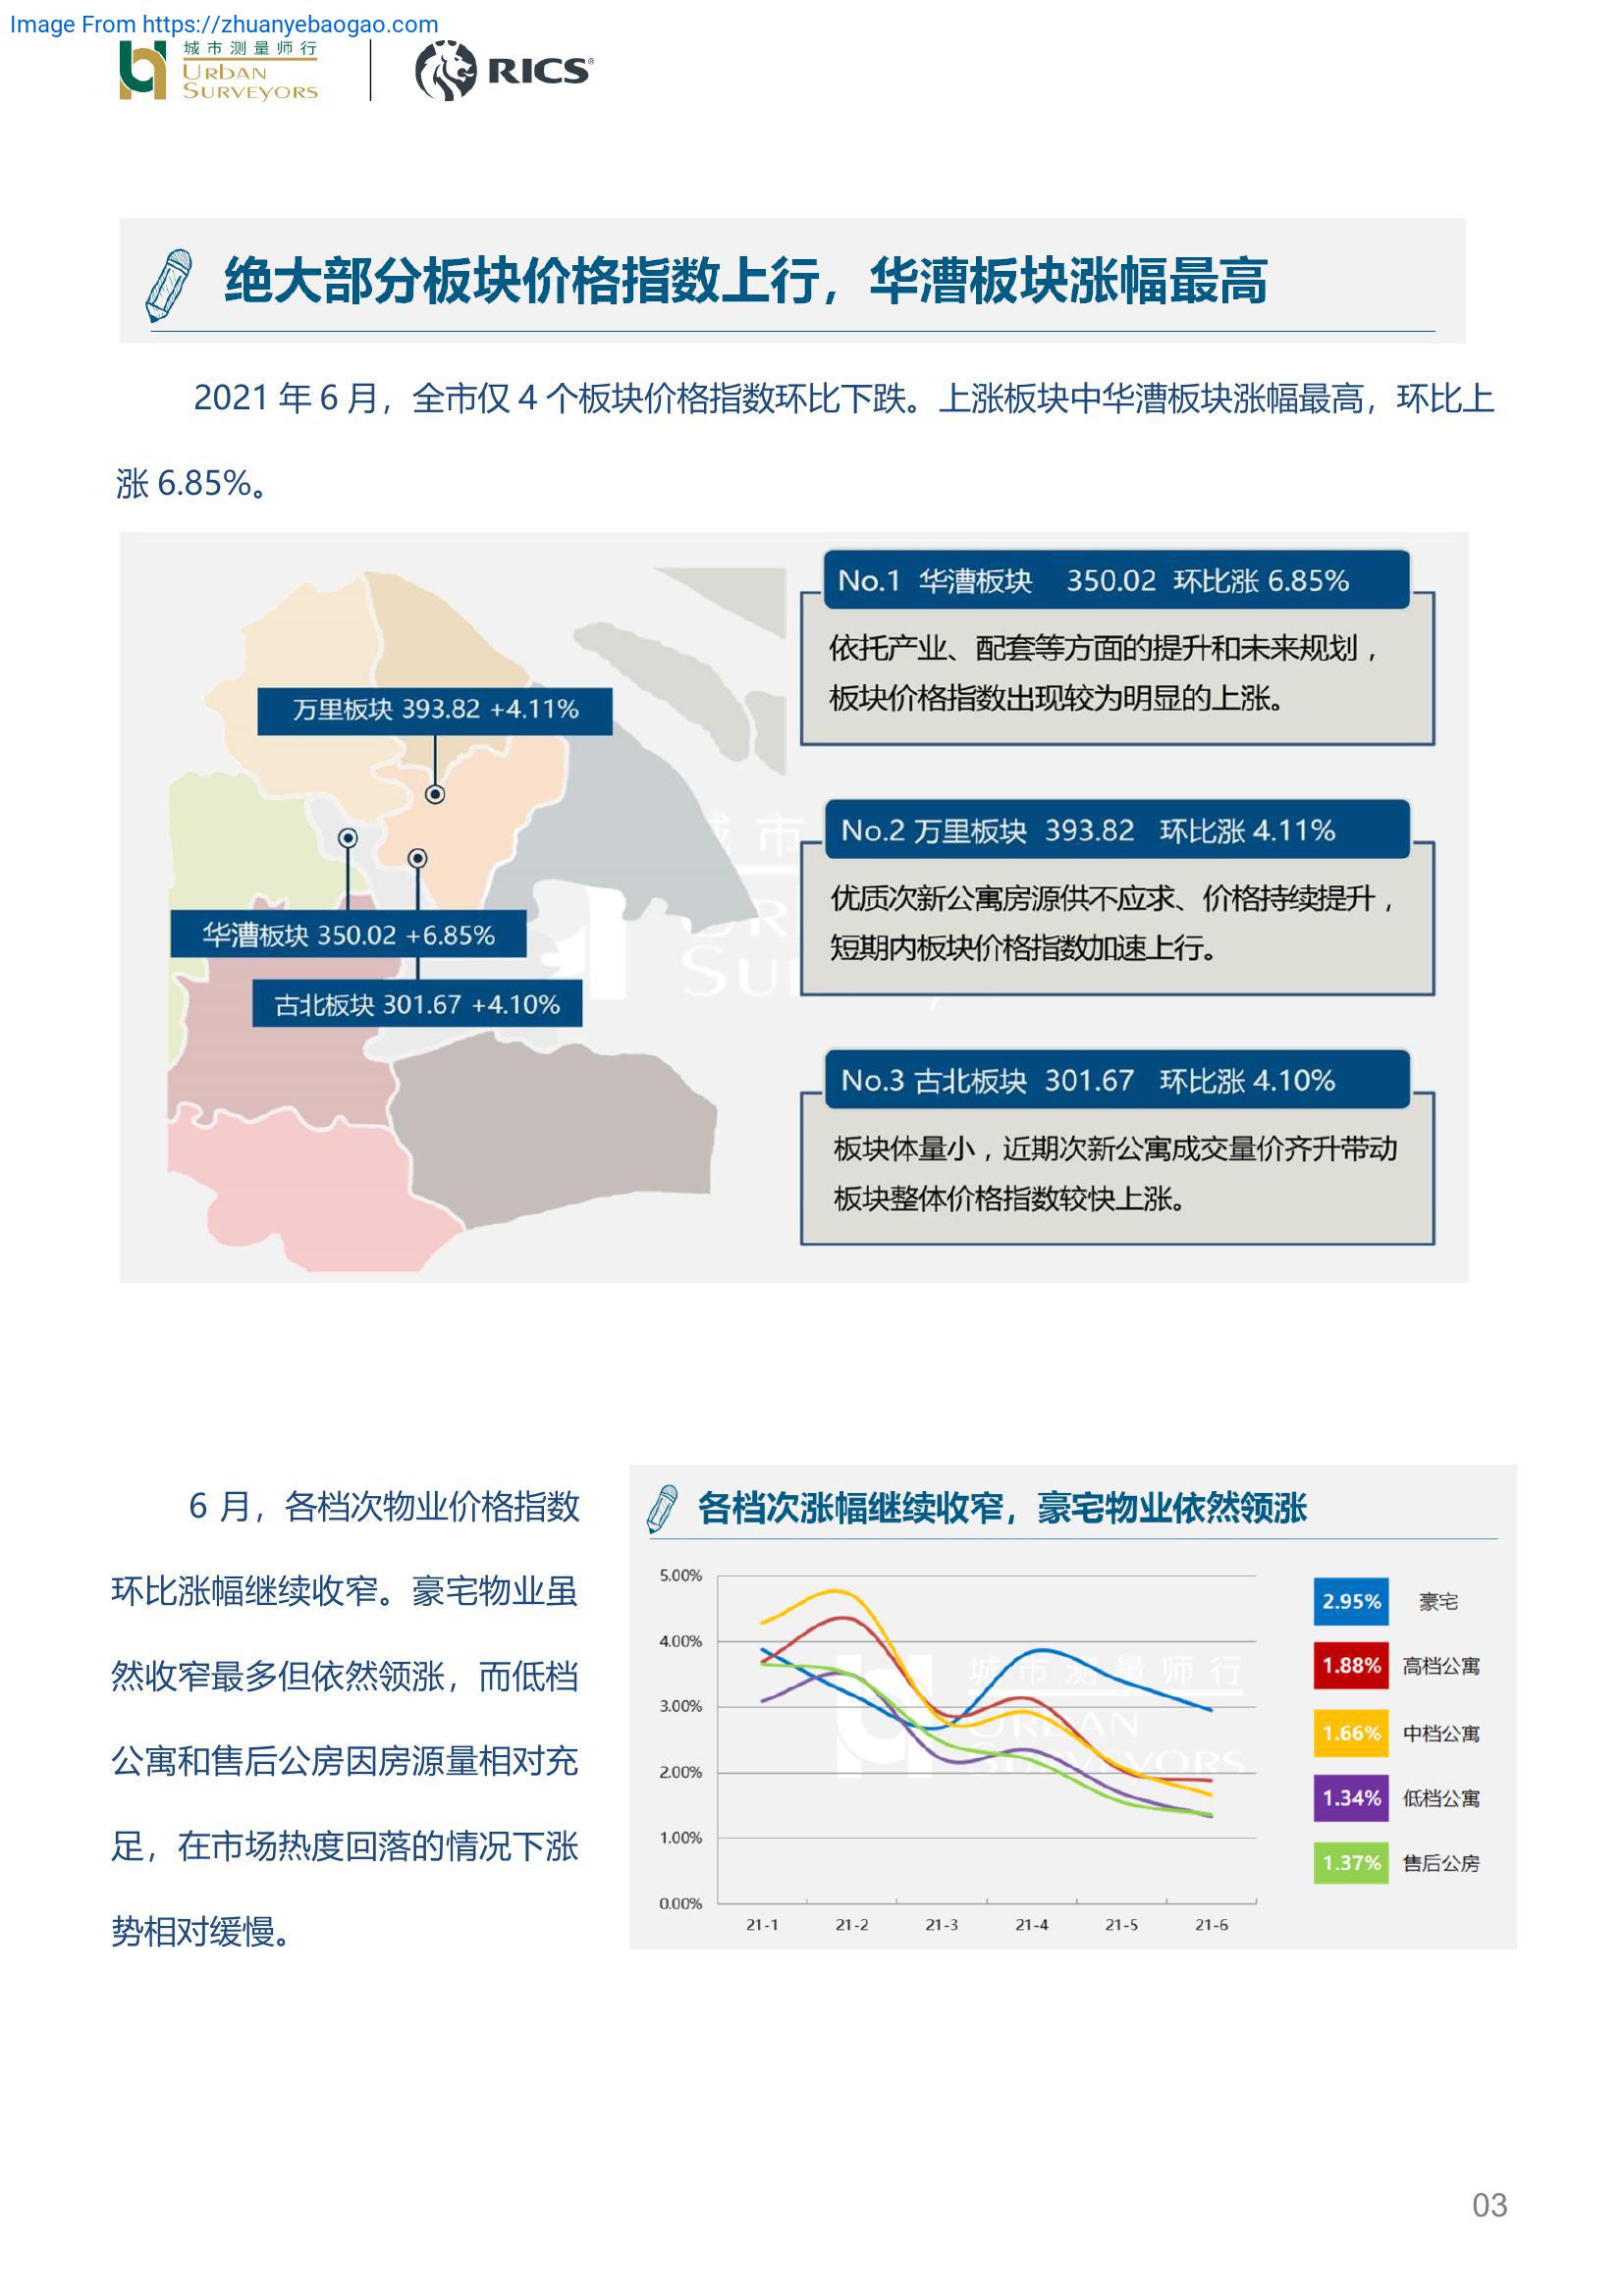 Image From https://zhuanyebaogao.com
城市测量师行
URBAN
SURVEYORS
RICS®
绝大部分板块价格指数上行，华漕板块涨幅最高
2021 年 6 月，全市仅 4 个板块价格指数环比下跌。上涨板块中华漕板块涨幅最高，环比上
涨 6.85%。
万里板块 393.82 +4.11%
华漕板块 350.02 +6.85%
古北板块 301.67 +4.10%
No.1 华漕板块 350.02 环比涨 6.85%
依托产业、配套等方面的提升和未来规划，
板块价格指数出现较为明显的上涨。
No.2 万里板块 393.82 环比涨 4.11%
优质次新公寓房源供不应求、价格持续提升，
短期内板块价格指数加速上行。
No.3 古北板块 301.67 环比涨 4.10%
板块体量小，近期次新公寓成交量价齐升带动
板块整体价格指数较快上涨。
6 月，各档次物业价格指数
环比涨幅继续收窄。豪宅物业虽
然收窄最多但依然领涨，而低档
公寓和售后公房因房源量相对充
足，在市场热度回落的情况下涨
势相对缓慢。
各档次涨幅继续收窄，豪宅物业依然领涨
5.00%
4.00%
3.00%
2.00%
1.00%
0.00%
21-1 21-2 21-3 21-4 21-5 21-6
城市测量师行
URBAN
SURVEYORS
2.95% 豪宅
1.88% 高档公寓
1.66% 中档公寓
1.34% 低档公寓
1.37% 售后公房
03